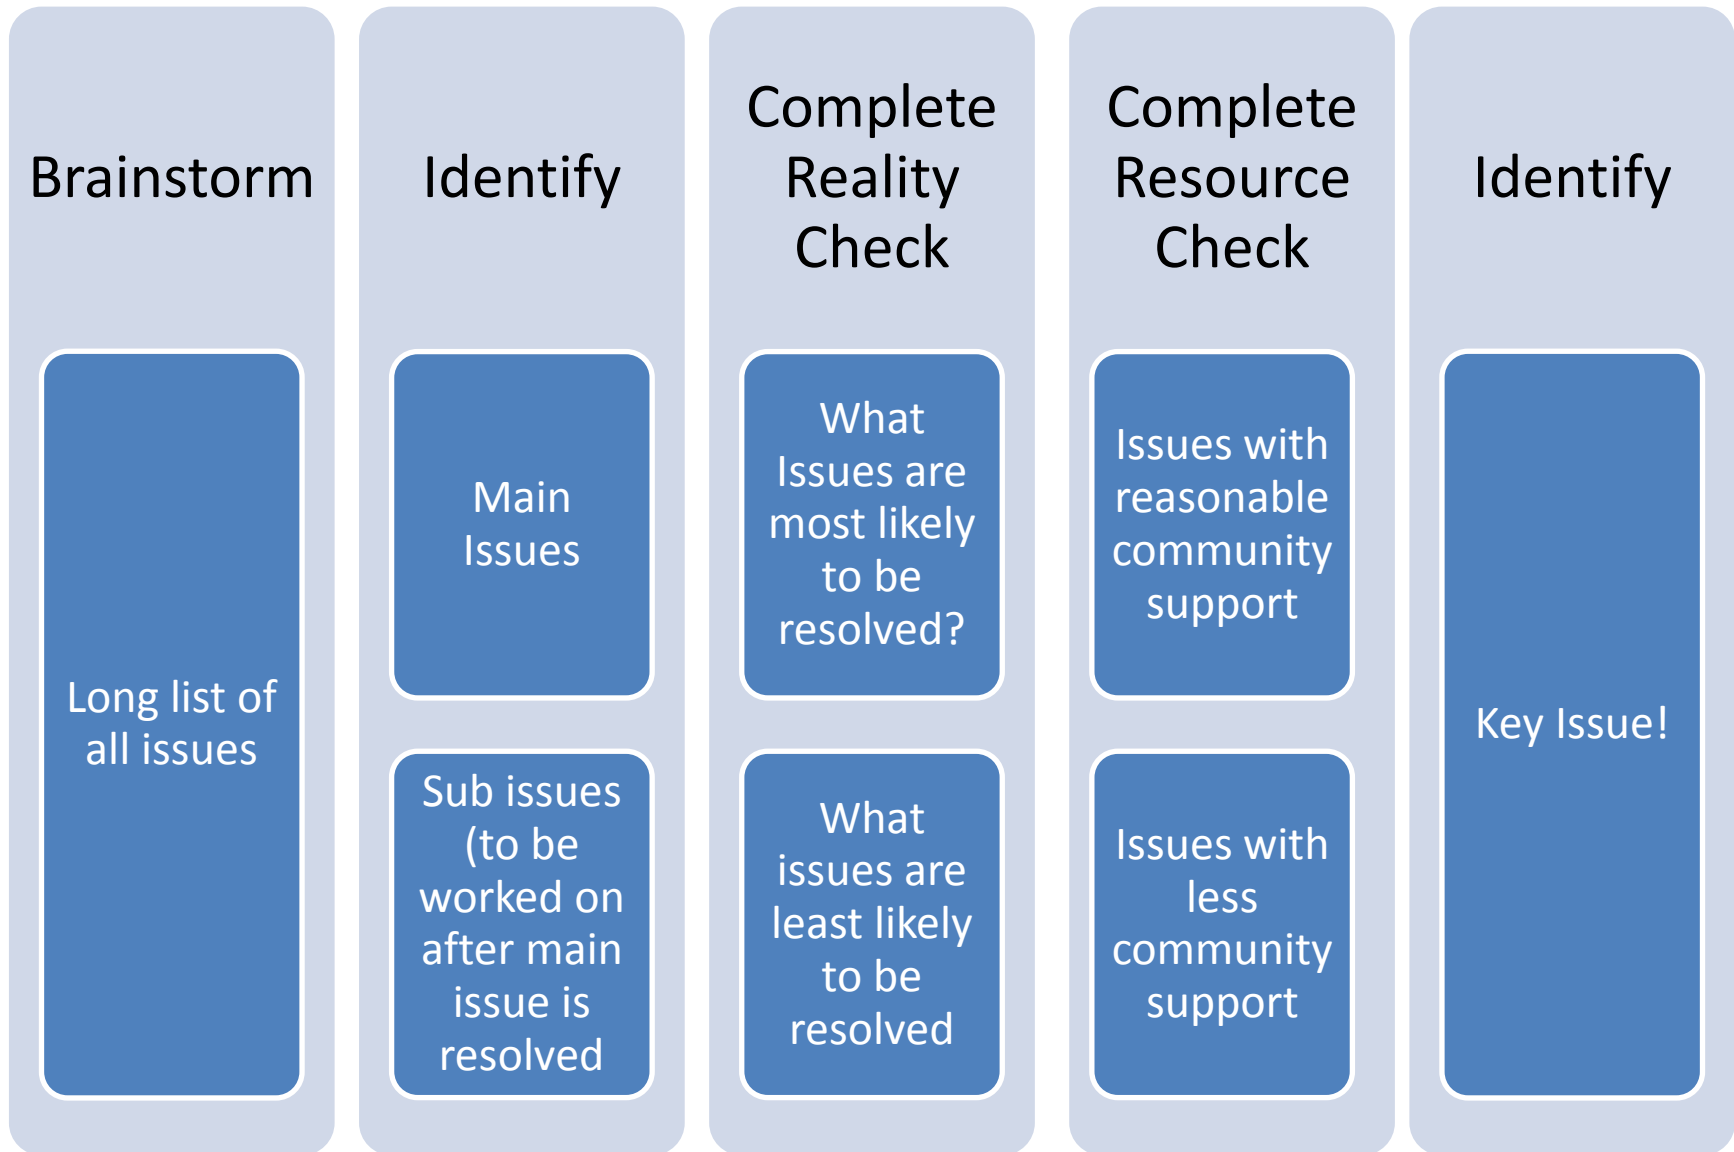 Brainstorm
Long list of
all issues
Identify
Main
Issues
Sub issues
(to be
worked on
after main
issue is
resolved
Complete
Reality
Check
What
Issues are
most likely
to be
resolved?
What
issues are
least likely
to be
resolved
Complete
Resource
Check
Issues with
reasonable
community
support
Issues with
less
community
support
Identify
Key Issue!